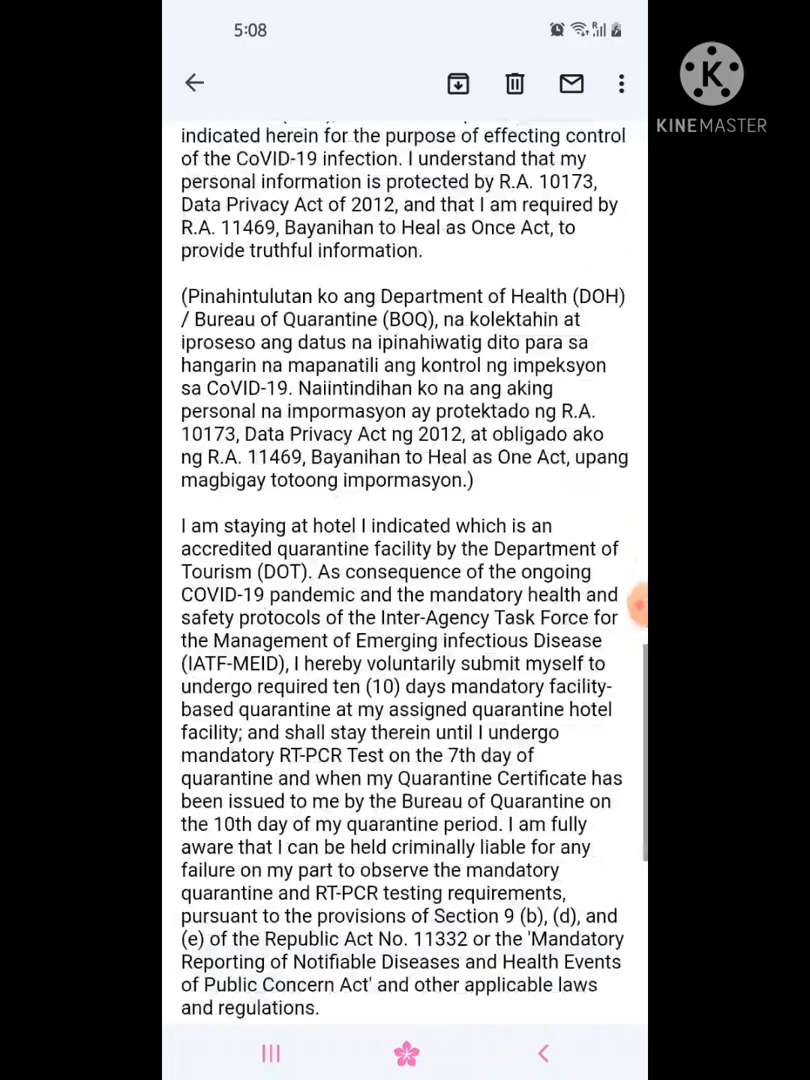 5:08
KINEMASTER
indicated herein for the purpose of effecting control
of the CoVID-19 infection. I understand that my
personal information is protected by R.A. 10173,
Data Privacy Act of 2012, and that I am required by
R.A. 11469, Bayanihan to Heal as Once Act, to
provide truthful information.
(Pinahintulutan ko ang Department of Health (DOH)
/ Bureau of Quarantine (BOQ), na kolektahin at
iproseso ang datus na ipinahiwatig dito para sa
hangarin na mapanatili ang kontrol ng impeksyon
sa CoVID-19. Naiintindihan ko na ang aking
personal na impormasyon ay protektado ng R.A.
10173, Data Privacy Act ng 2012, at obligado ako
ng R.A. 11469, Bayanihan to Heal as One Act, upang
magbigay totoong impormasyon.)
I am staying at hotel I indicated which is an
accredited quarantine facility by the Department of
Tourism (DOT). As consequence of the ongoing
COVID-19 pandemic and the mandatory health and
safety protocols of the Inter-Agency Task Force for
the Management of Emerging infectious Disease
(IATF-MEID), I hereby voluntarily submit myself to
undergo required ten (10) days mandatory facility-
based quarantine at my assigned quarantine hotel
facility; and shall stay therein until I undergo
mandatory RT-PCR Test on the 7th day of
quarantine and when my Quarantine Certificate has
been issued to me by the Bureau of Quarantine on
the 10th day of my quarantine period. I am fully
aware that I can be held criminally liable for any
failure on my part to observe the mandatory
quarantine and RT-PCR testing requirements,
pursuant to the provisions of Section 9 (b), (d), and
(e) of the Republic Act No. 11332 or the 'Mandatory
Reporting of Notifiable Diseases and Health Events
of Public Concern Act' and other applicable laws
and regulations.